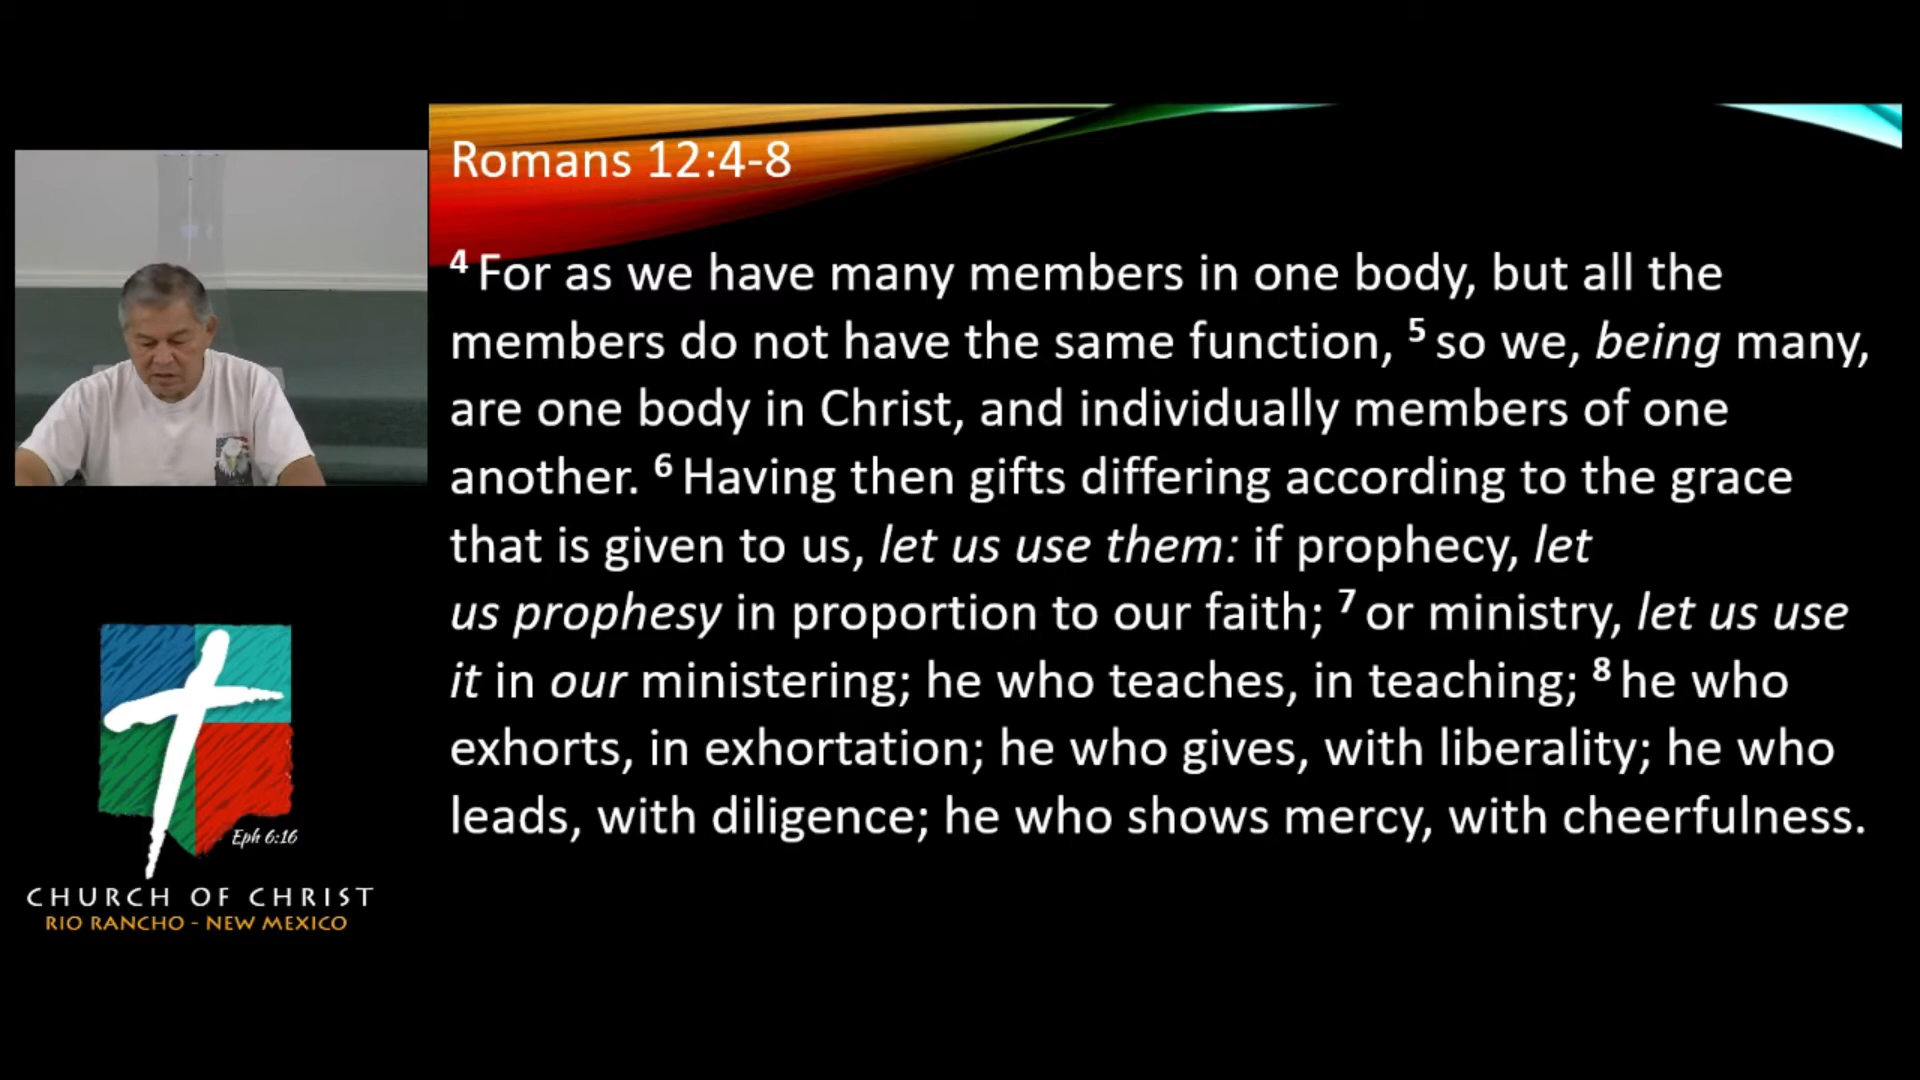 Romans 12:4-8
4 For as we have many members in one body, but all the
members do not have the same function, 5 so we, being many,
are one body in Christ, and individually members of one
another. 6 Having then gifts differing according to the grace
that is given to us, let us use them: if prophecy, let
us prophesy in proportion to our faith; 7 or ministry, let us use
it in our ministering; he who teaches, in teaching; 8 he who
exhorts, in exhortation; he who gives, with liberality; he who
leads, with diligence; he who shows mercy, with cheerfulness.
Eph 6:16
CHURCH OF CHRIST
RIO RANCHO - NEW MEXICO